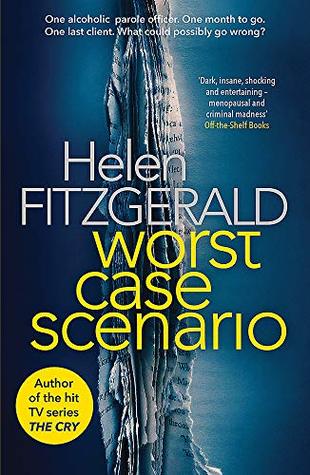 One alcoholic parole officer. One month to go.
One last client. What could possibly go wrong?
'Dark, insane, shocking
and entertaining –
menopausal and
criminal madness'
Off-the-Shelf Books
Helen
FITZGERALD
worst
case
scenario
Author
of the hit
TV series
THE CRY